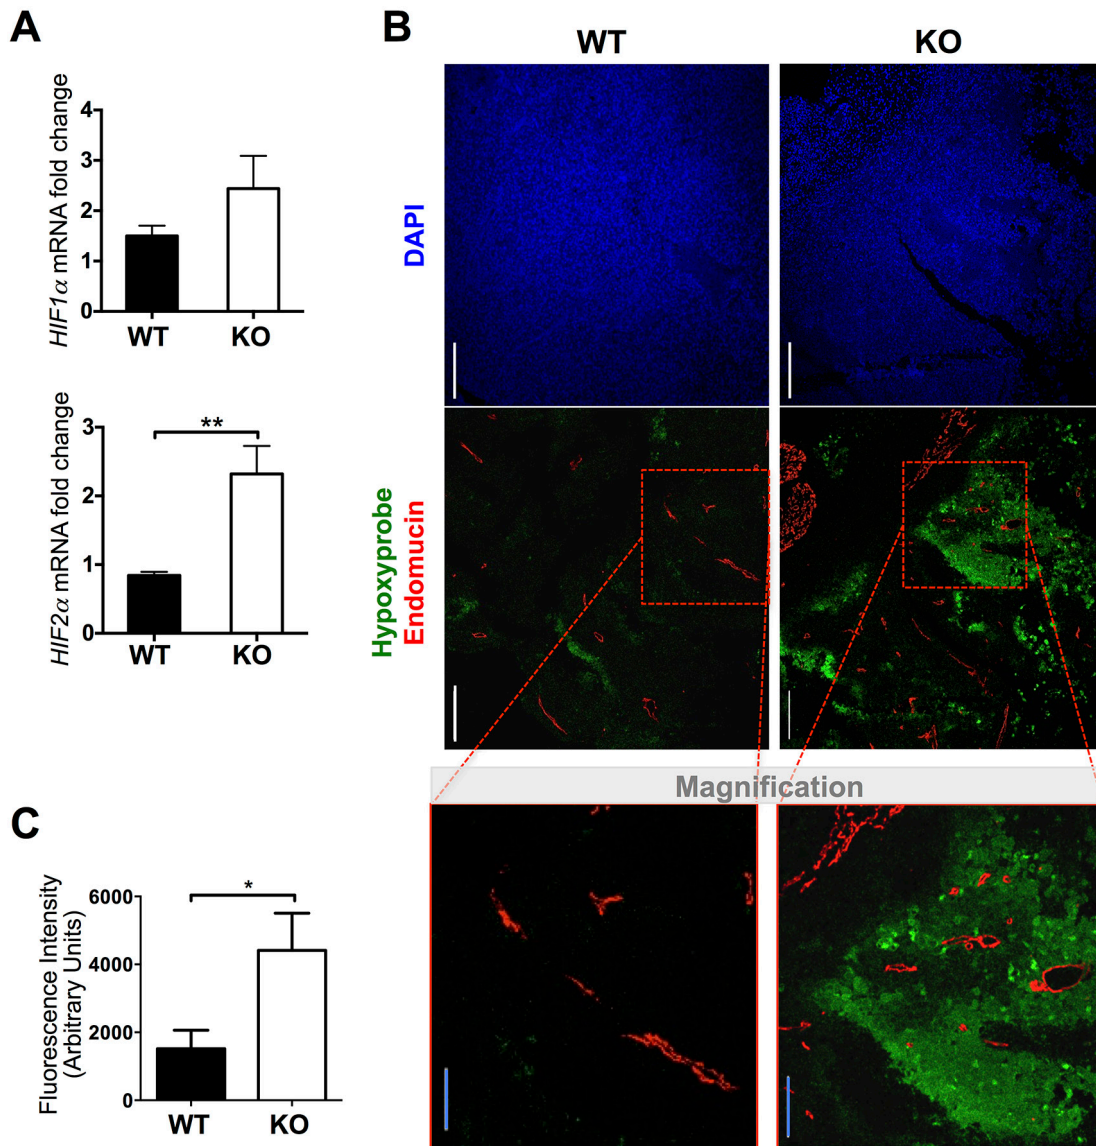 A
HIF1α mRNA fold change
4
3
2
1
0
WT
KO
HIF2α mRNA fold change
**
3
2
1
0
WT
KO
B
WT
KO
DAPI
Hypoxyprobe
Endomucin
Magnification
C
Fluorescence Intensity
(Arbitrary Units)
*
6000
4000
2000
0
WT
KO